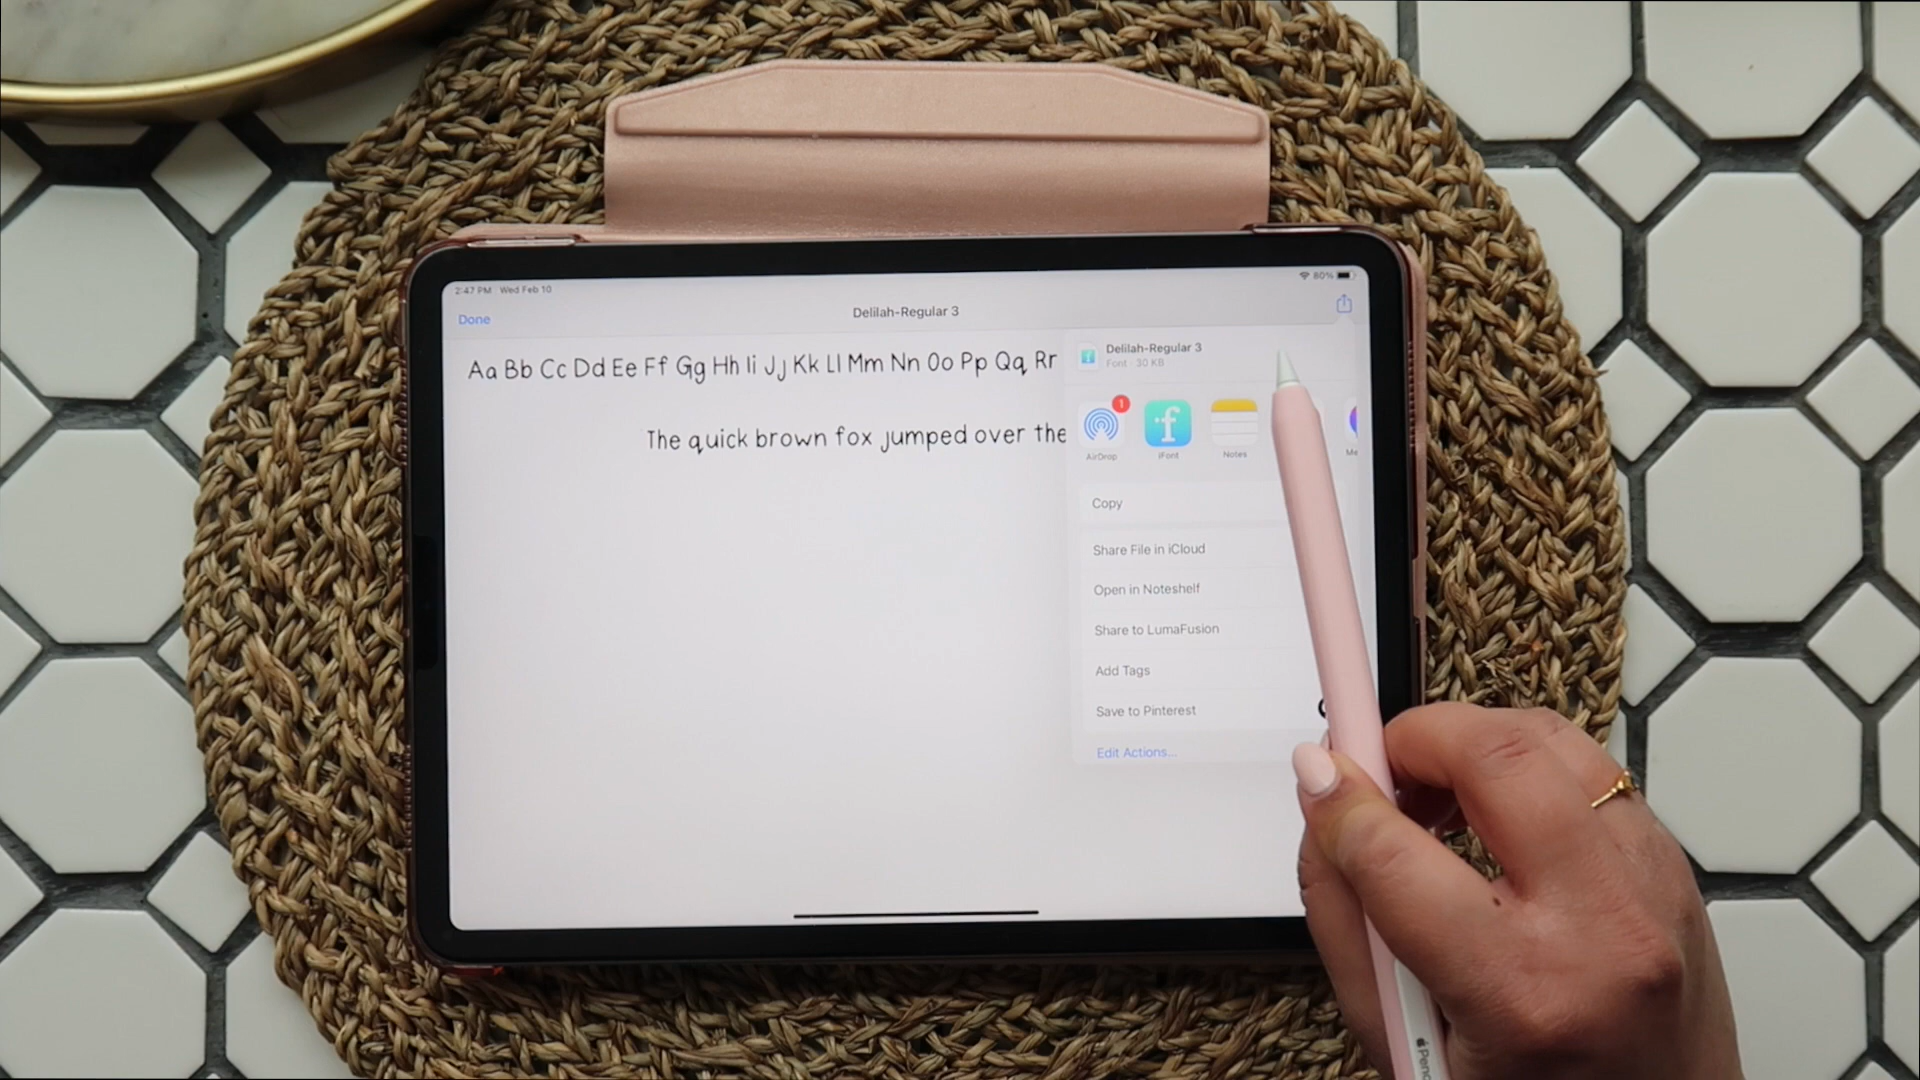 2:47 PM Wed Feb 10
80%
Done
Delilah-Regular 3
Aa Bb Cc Dd Ee Ff Gg Hh Ii Jj Kk Ll Mm Nn Oo Pp Qq Rr
The quick brown fox jumped over the
Delilah-Regular 3
Font · 30 KB
1
f
AirDrop
iFont
Notes
Me
Copy
Share File in iCloud
Open in Noteshelf
Share to LumaFusion
Add Tags
Save to Pinterest
Edit Actions...
Penc